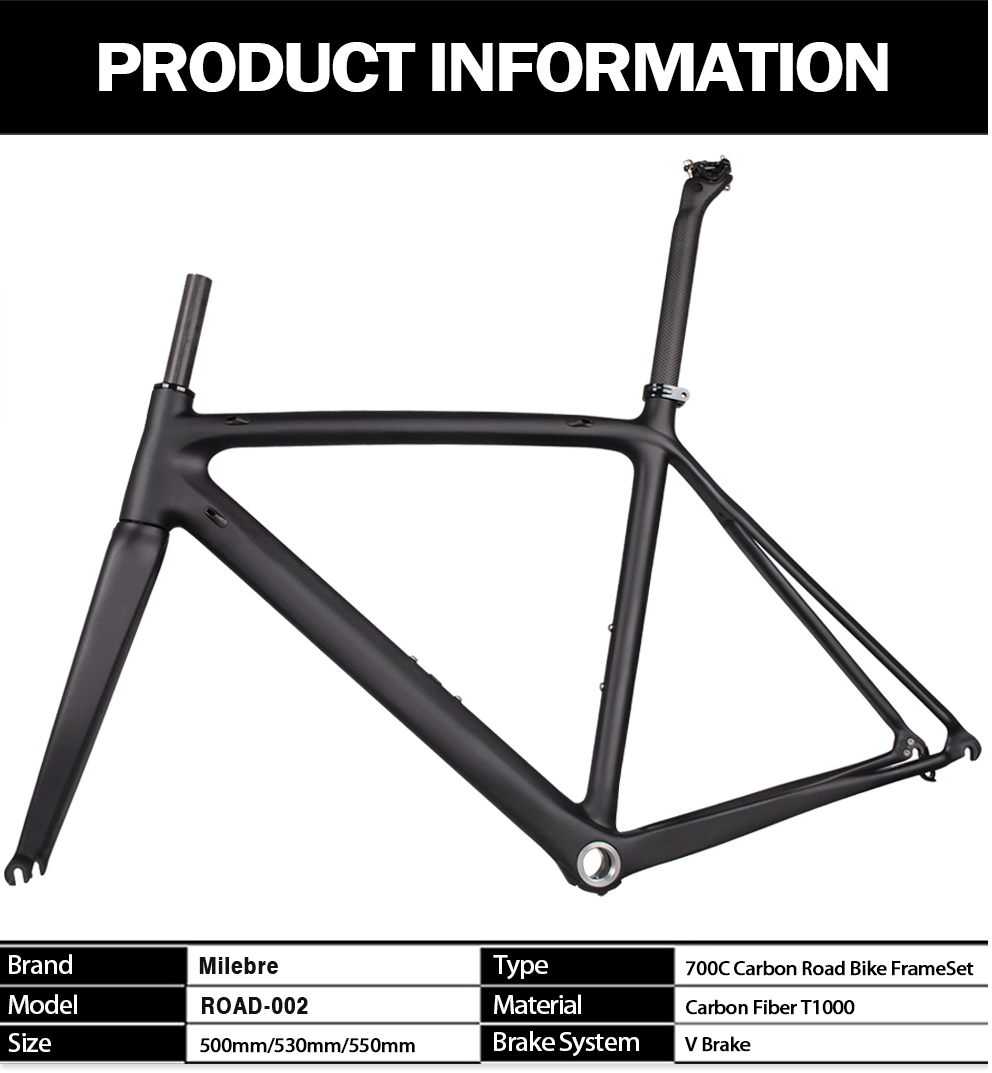 PRODUCT INFORMATION
Brand Milebre Type 700C Carbon Road Bike FrameSet
Model ROAD-002 Material Carbon Fiber T1000
Size 500mm/530mm/550mm Brake System V Brake